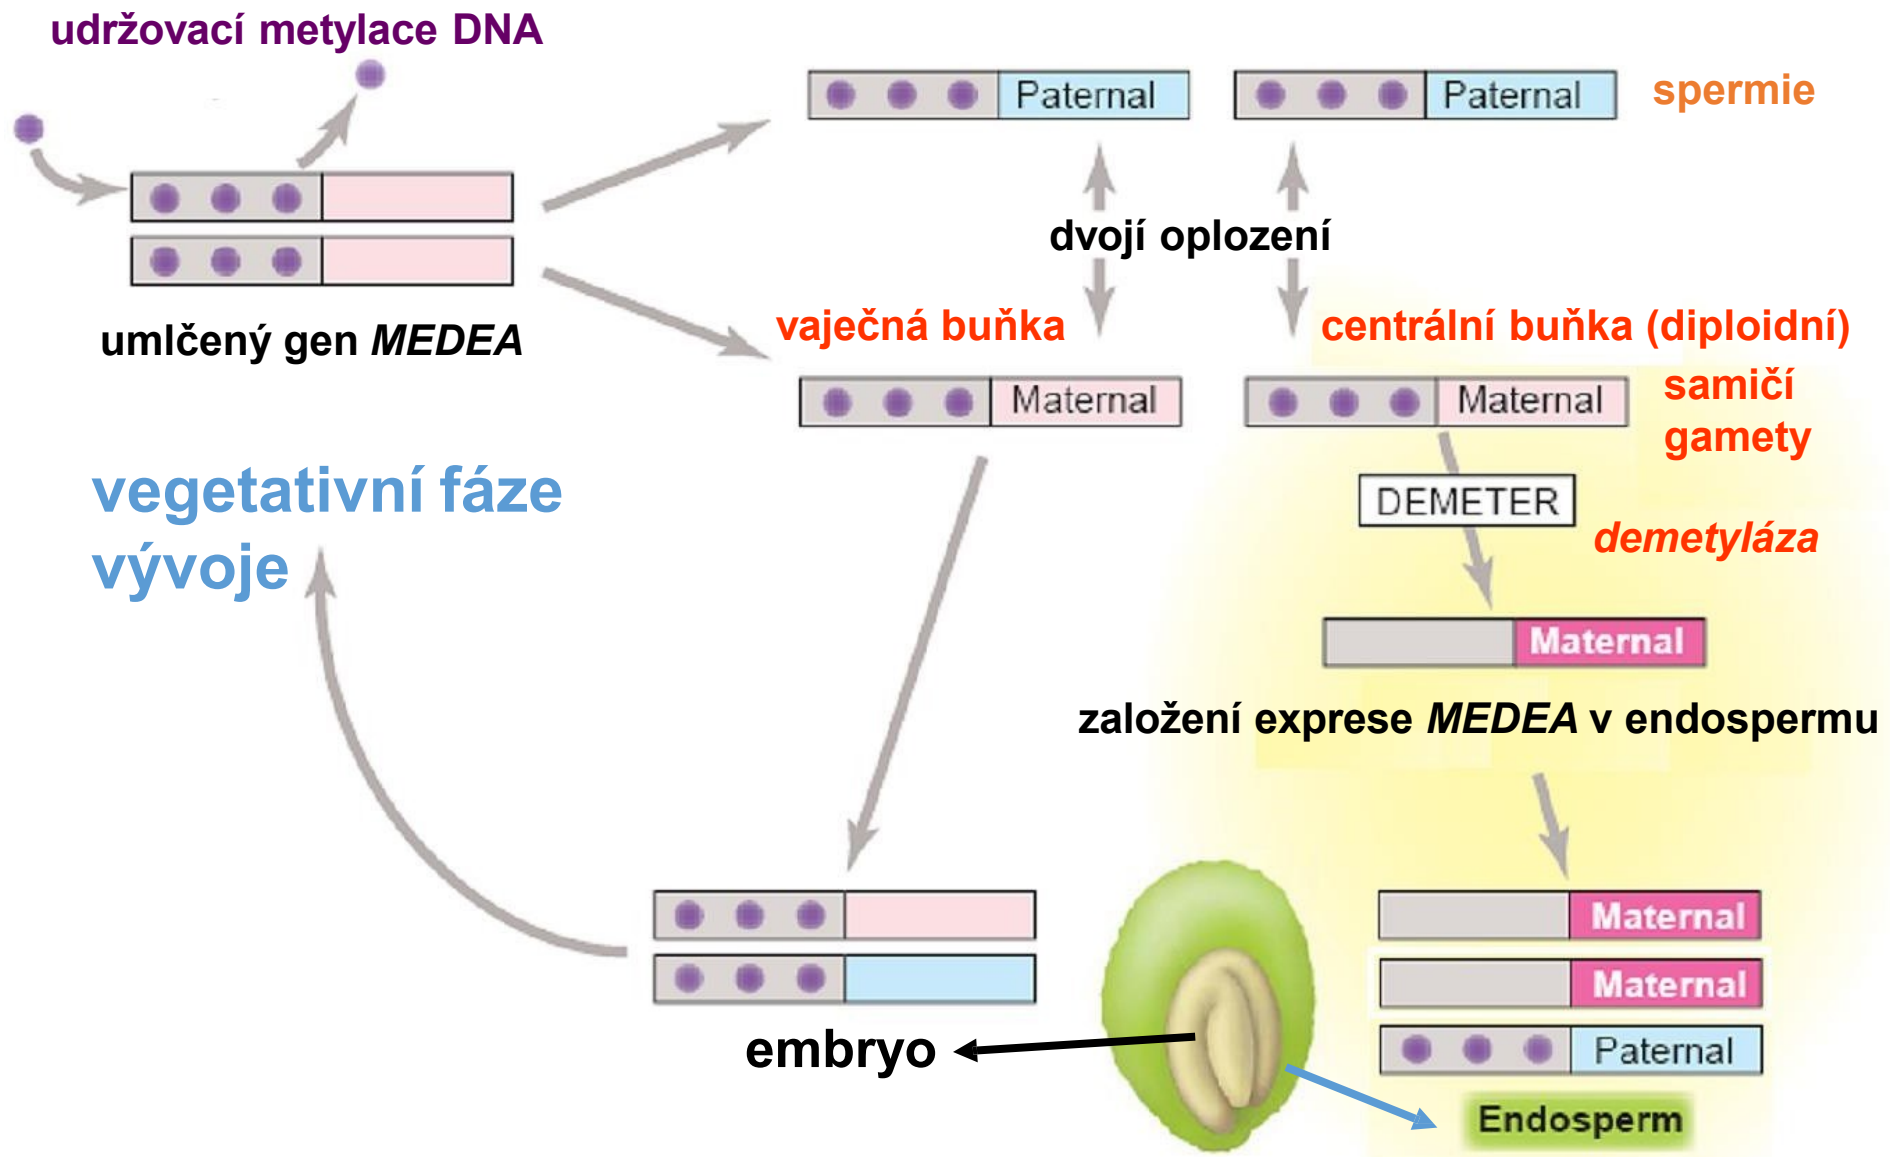 udržovací metylace DNA
Paternal
Paternal
spermie
dvojí oplození
umlčený gen MEDEA
vaječná buňka
centrální buňka (diploidní)
Maternal
Maternal
samičí
gamety
vegetativní fáze
vývoje
DEMETER
demetyláza
Maternal
založení exprese MEDEA v endospermu
Maternal
Maternal
Paternal
embryo
Endosperm